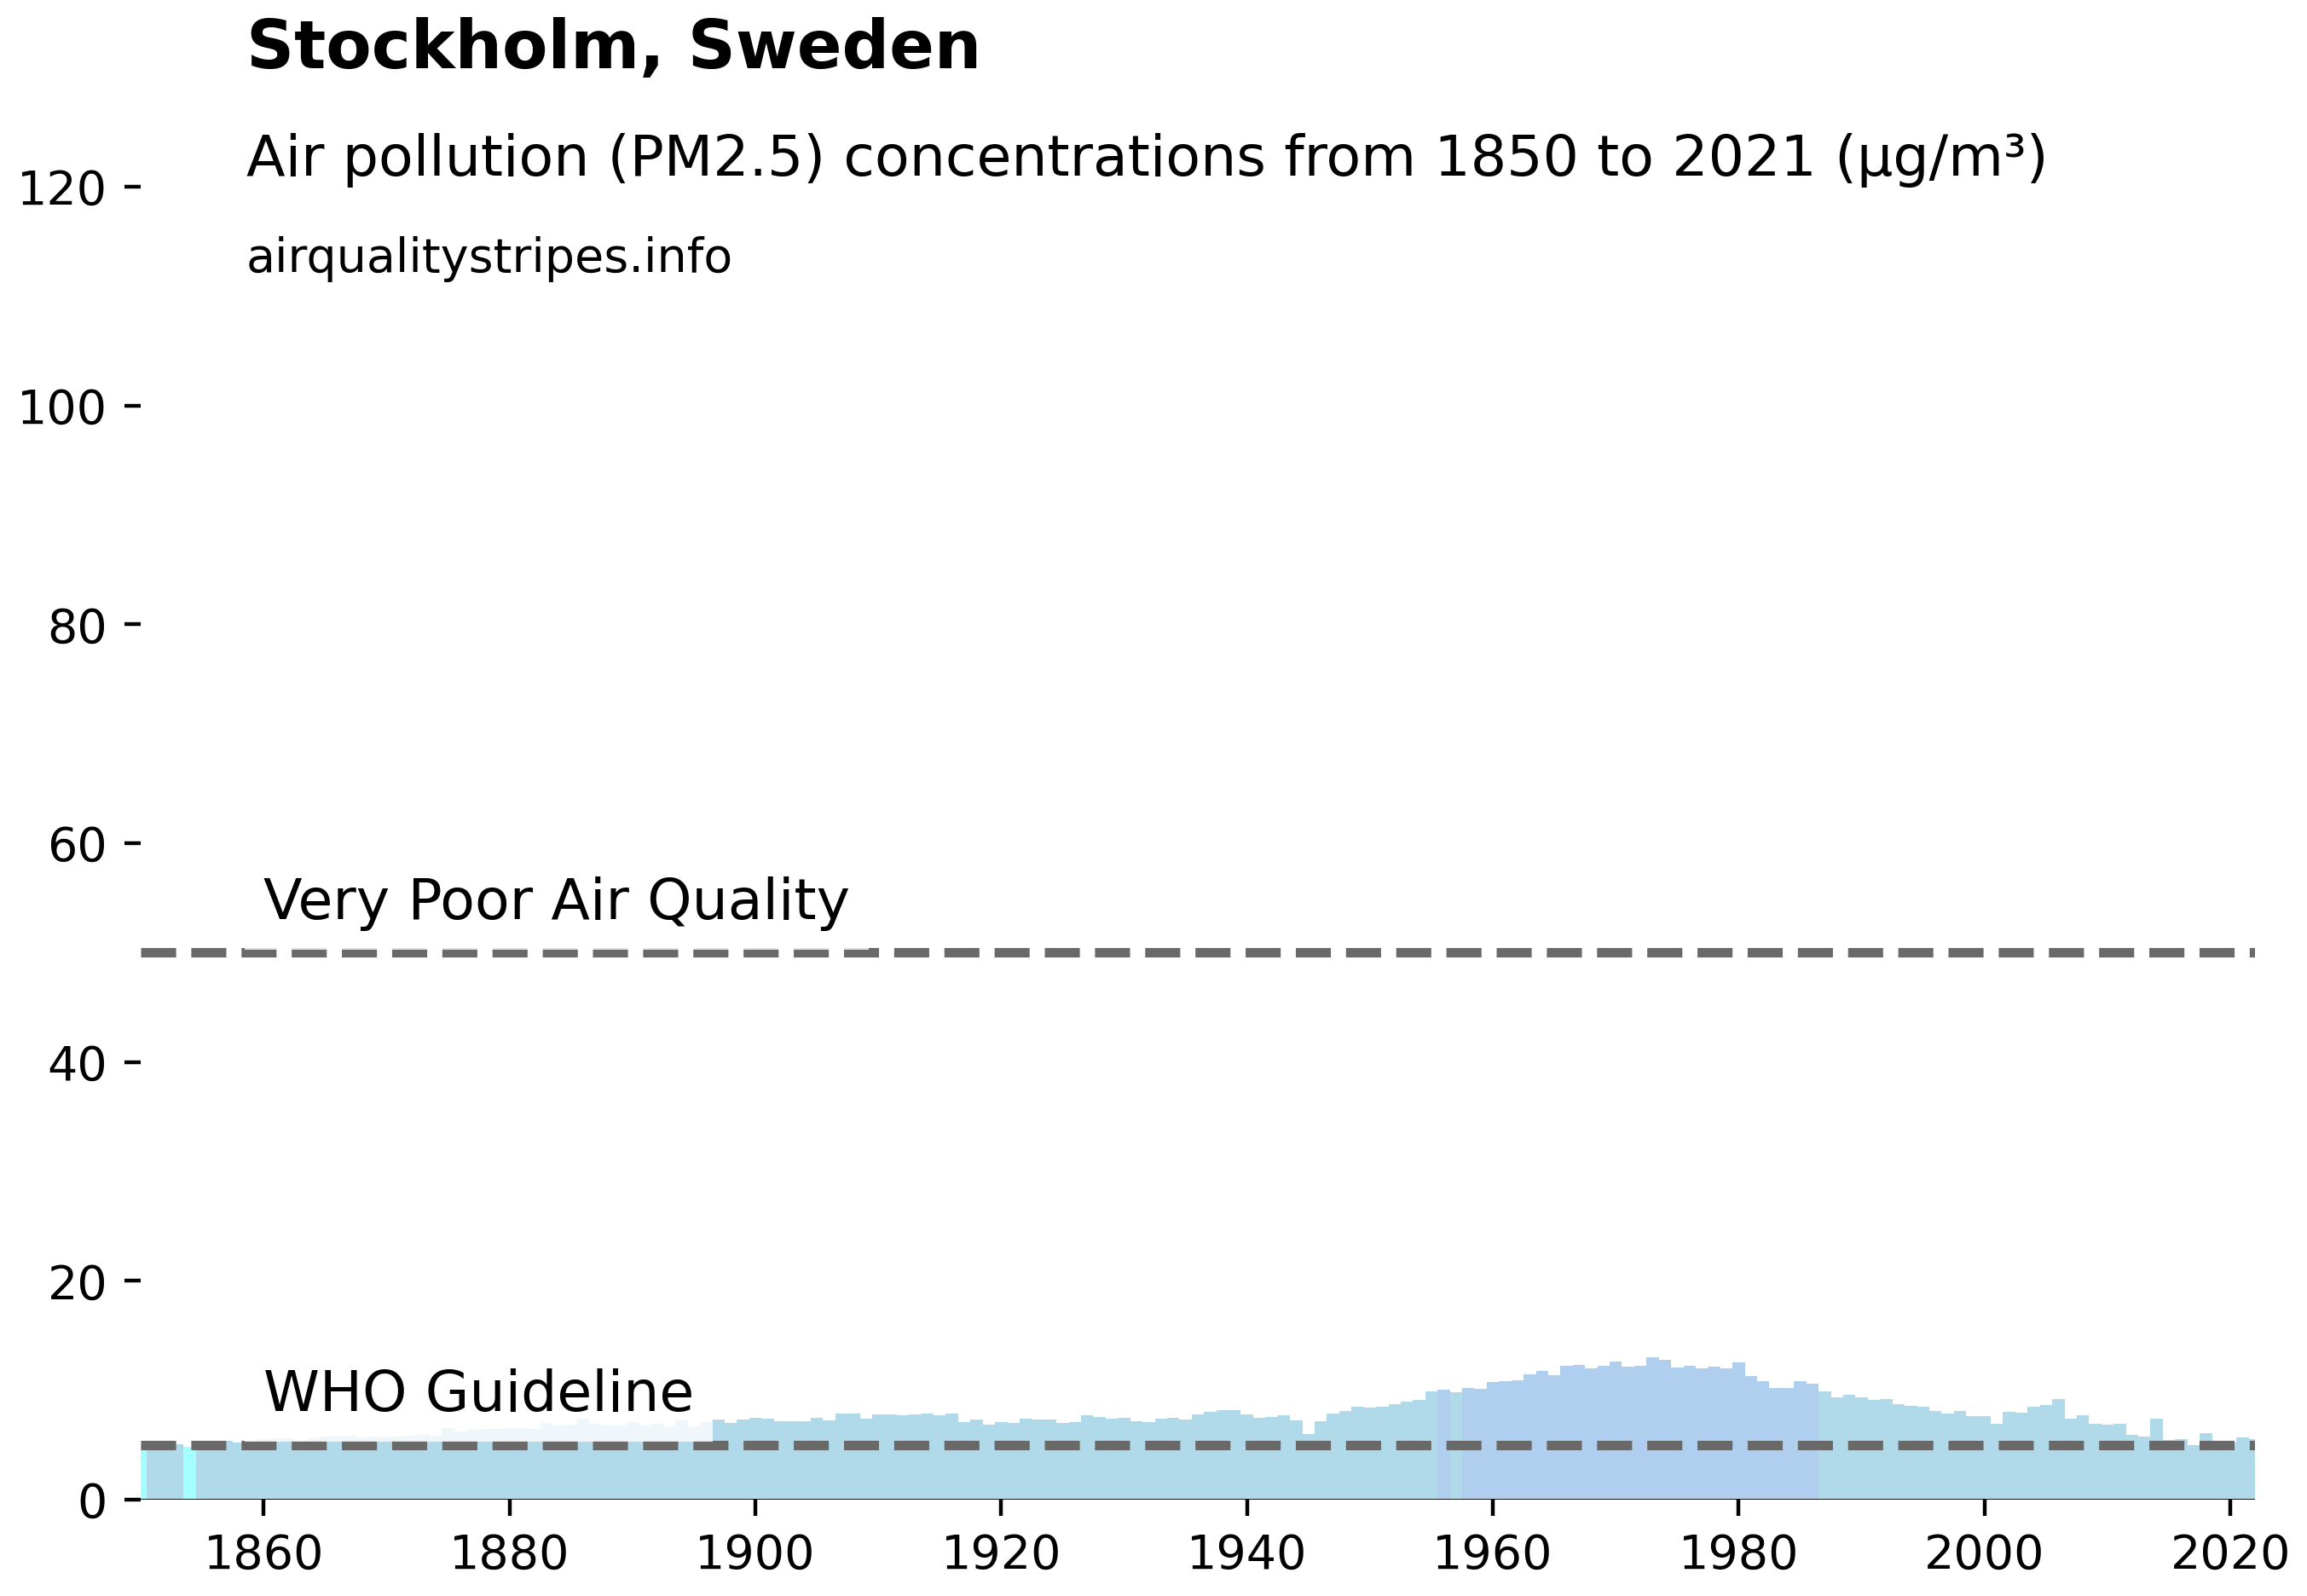 Stockholm, Sweden
Air pollution (PM2.5) concentrations from 1850 to 2021 (µg/m³)
airqualitystripes.info
120
100
80
60
Very Poor Air Quality
40
20
WHO Guideline
0
1860 1880 1900 1920 1940 1960 1980 2000 2020